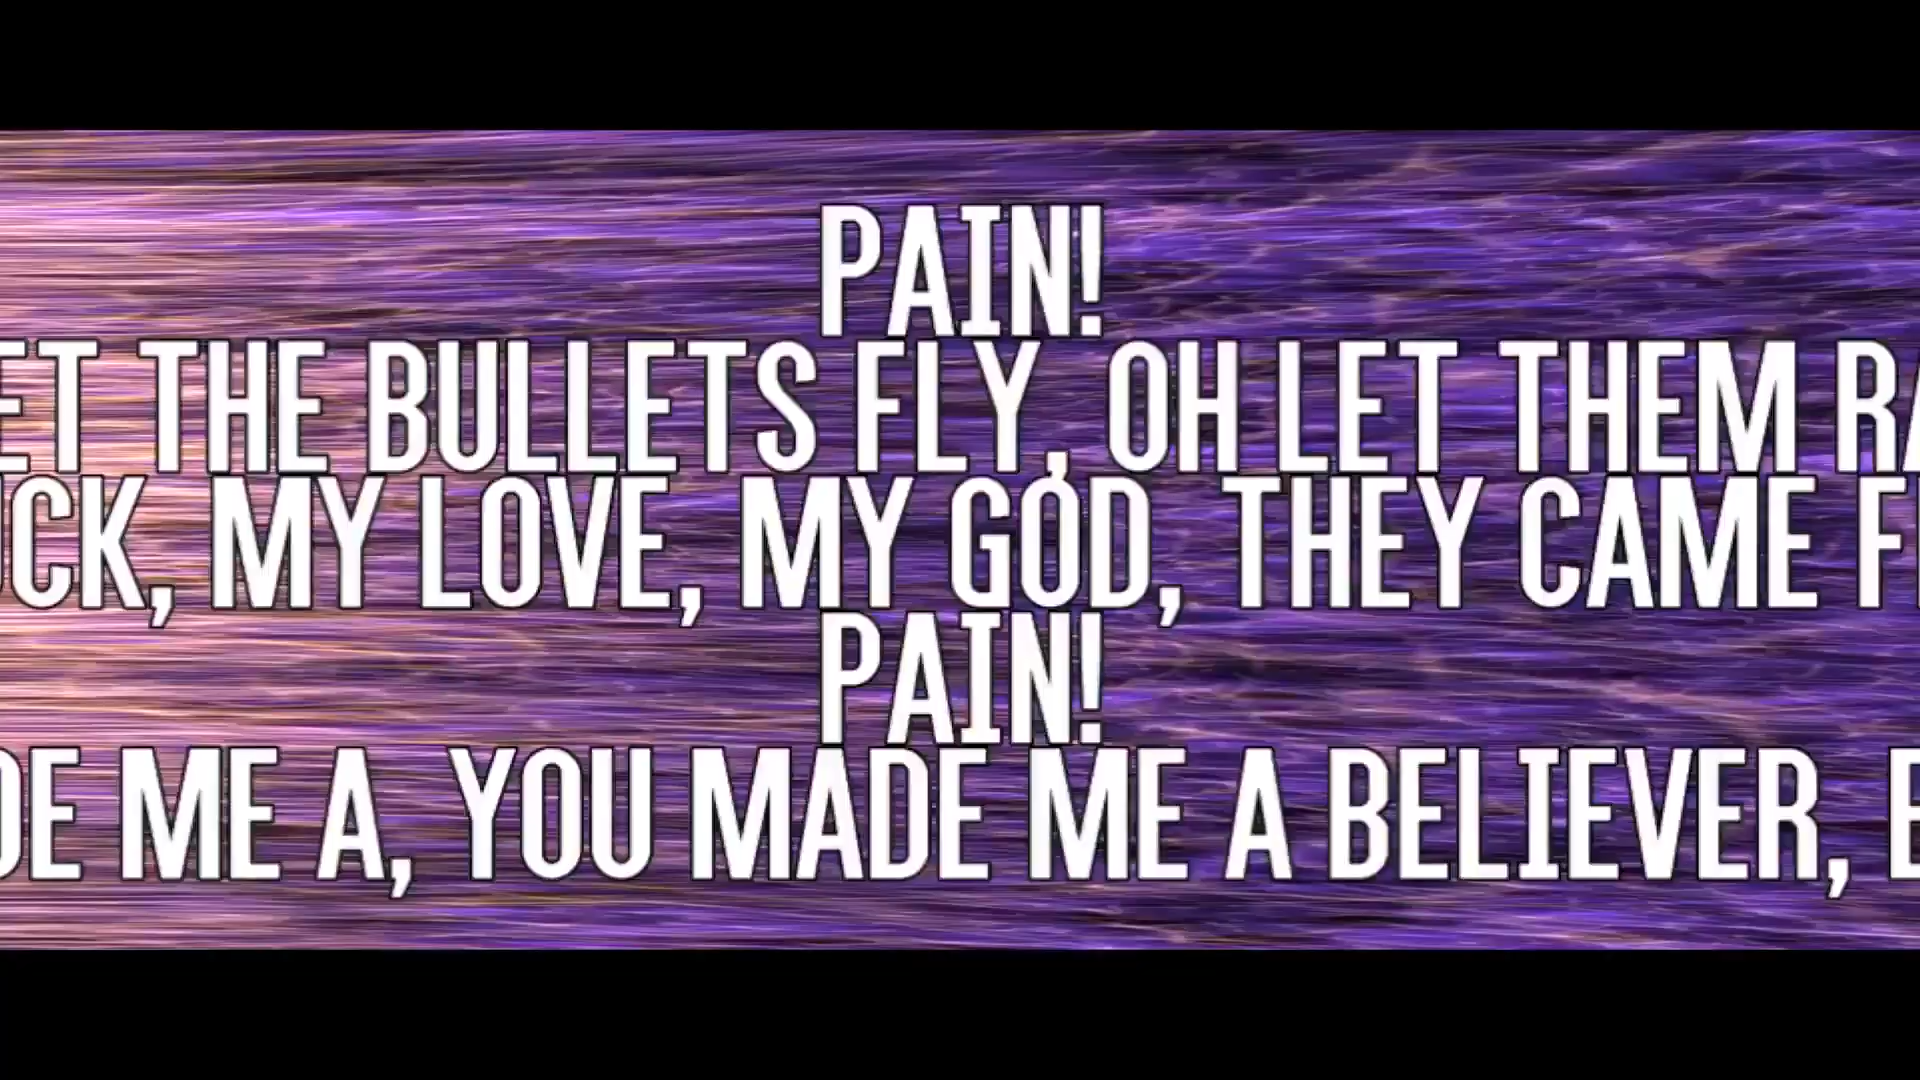 PAIN!
ET THE BULLETS FLY, OH LET THEM RA
CK, MY LOVE, MY GOD, THEY CAME F
PAIN!
DE ME A, YOU MADE ME A BELIEVER, B